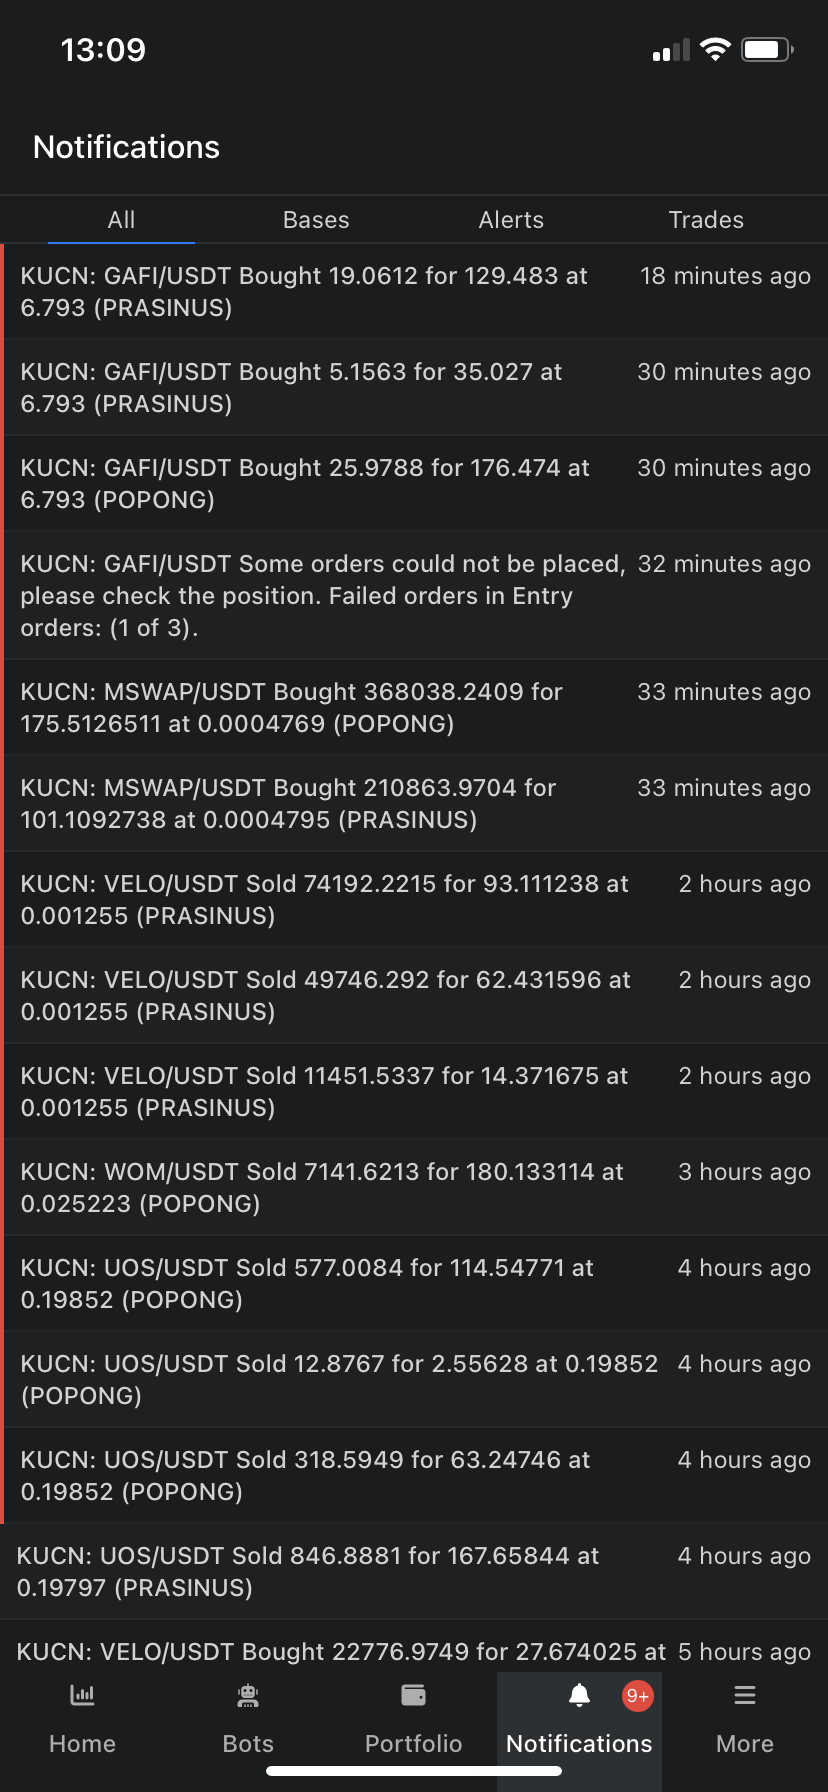 13:09
Notifications
All Bases Alerts Trades
KUCN: GAFI/USDT Bought 19.0612 for 129.483 at 18 minutes ago
6.793 (PRASINUS)
KUCN: GAFI/USDT Bought 5.1563 for 35.027 at 30 minutes ago
6.793 (PRASINUS)
KUCN: GAFI/USDT Bought 25.9788 for 176.474 at 30 minutes ago
6.793 (POPONG)
KUCN: GAFI/USDT Some orders could not be placed, 32 minutes ago
please check the position. Failed orders in Entry
orders: (1 of 3).
KUCN: MSWAP/USDT Bought 368038.2409 for 33 minutes ago
175.5126511 at 0.0004769 (POPONG)
KUCN: MSWAP/USDT Bought 210863.9704 for 33 minutes ago
101.1092738 at 0.0004795 (PRASINUS)
KUCN: VELO/USDT Sold 74192.2215 for 93.111238 at 2 hours ago
0.001255 (PRASINUS)
KUCN: VELO/USDT Sold 49746.292 for 62.431596 at 2 hours ago
0.001255 (PRASINUS)
KUCN: VELO/USDT Sold 11451.5337 for 14.371675 at 2 hours ago
0.001255 (PRASINUS)
KUCN: WOM/USDT Sold 7141.6213 for 180.133114 at 3 hours ago
0.025223 (POPONG)
KUCN: UOS/USDT Sold 577.0084 for 114.54771 at 4 hours ago
0.19852 (POPONG)
KUCN: UOS/USDT Sold 12.8767 for 2.55628 at 0.19852 4 hours ago
(POPONG)
KUCN: UOS/USDT Sold 318.5949 for 63.24746 at 4 hours ago
0.19852 (POPONG)
KUCN: UOS/USDT Sold 846.8881 for 167.65844 at 4 hours ago
0.19797 (PRASINUS)
KUCN: VELO/USDT Bought 22776.9749 for 27.674025 at 5 hours ago
9+
Home Bots Portfolio Notifications More